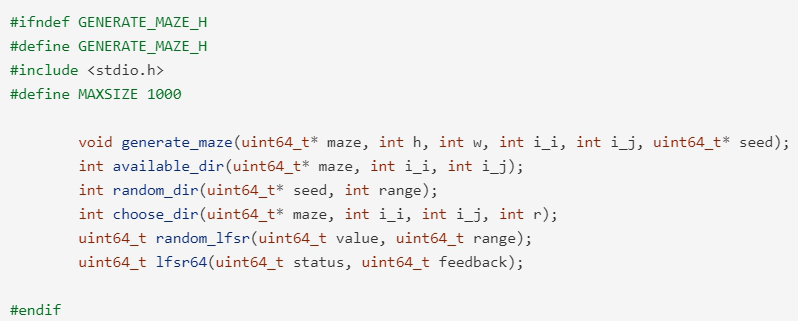 #ifndef GENERATE_MAZE_H
#define GENERATE_MAZE_H
#include <stdio.h>
#define MAXSIZE 1000
void generate_maze(uint64_t* maze, int h, int w, int i_i, int i_j, uint64_t* seed);
int available_dir(uint64_t* maze, int i_i, int i_j);
int random_dir(uint64_t* seed, int range);
int choose_dir(uint64_t* maze, int i_i, int i_j, int r);
uint64_t random_lfsr(uint64_t value, uint64_t range);
uint64_t lfsr64(uint64_t status, uint64_t feedback);
#endif